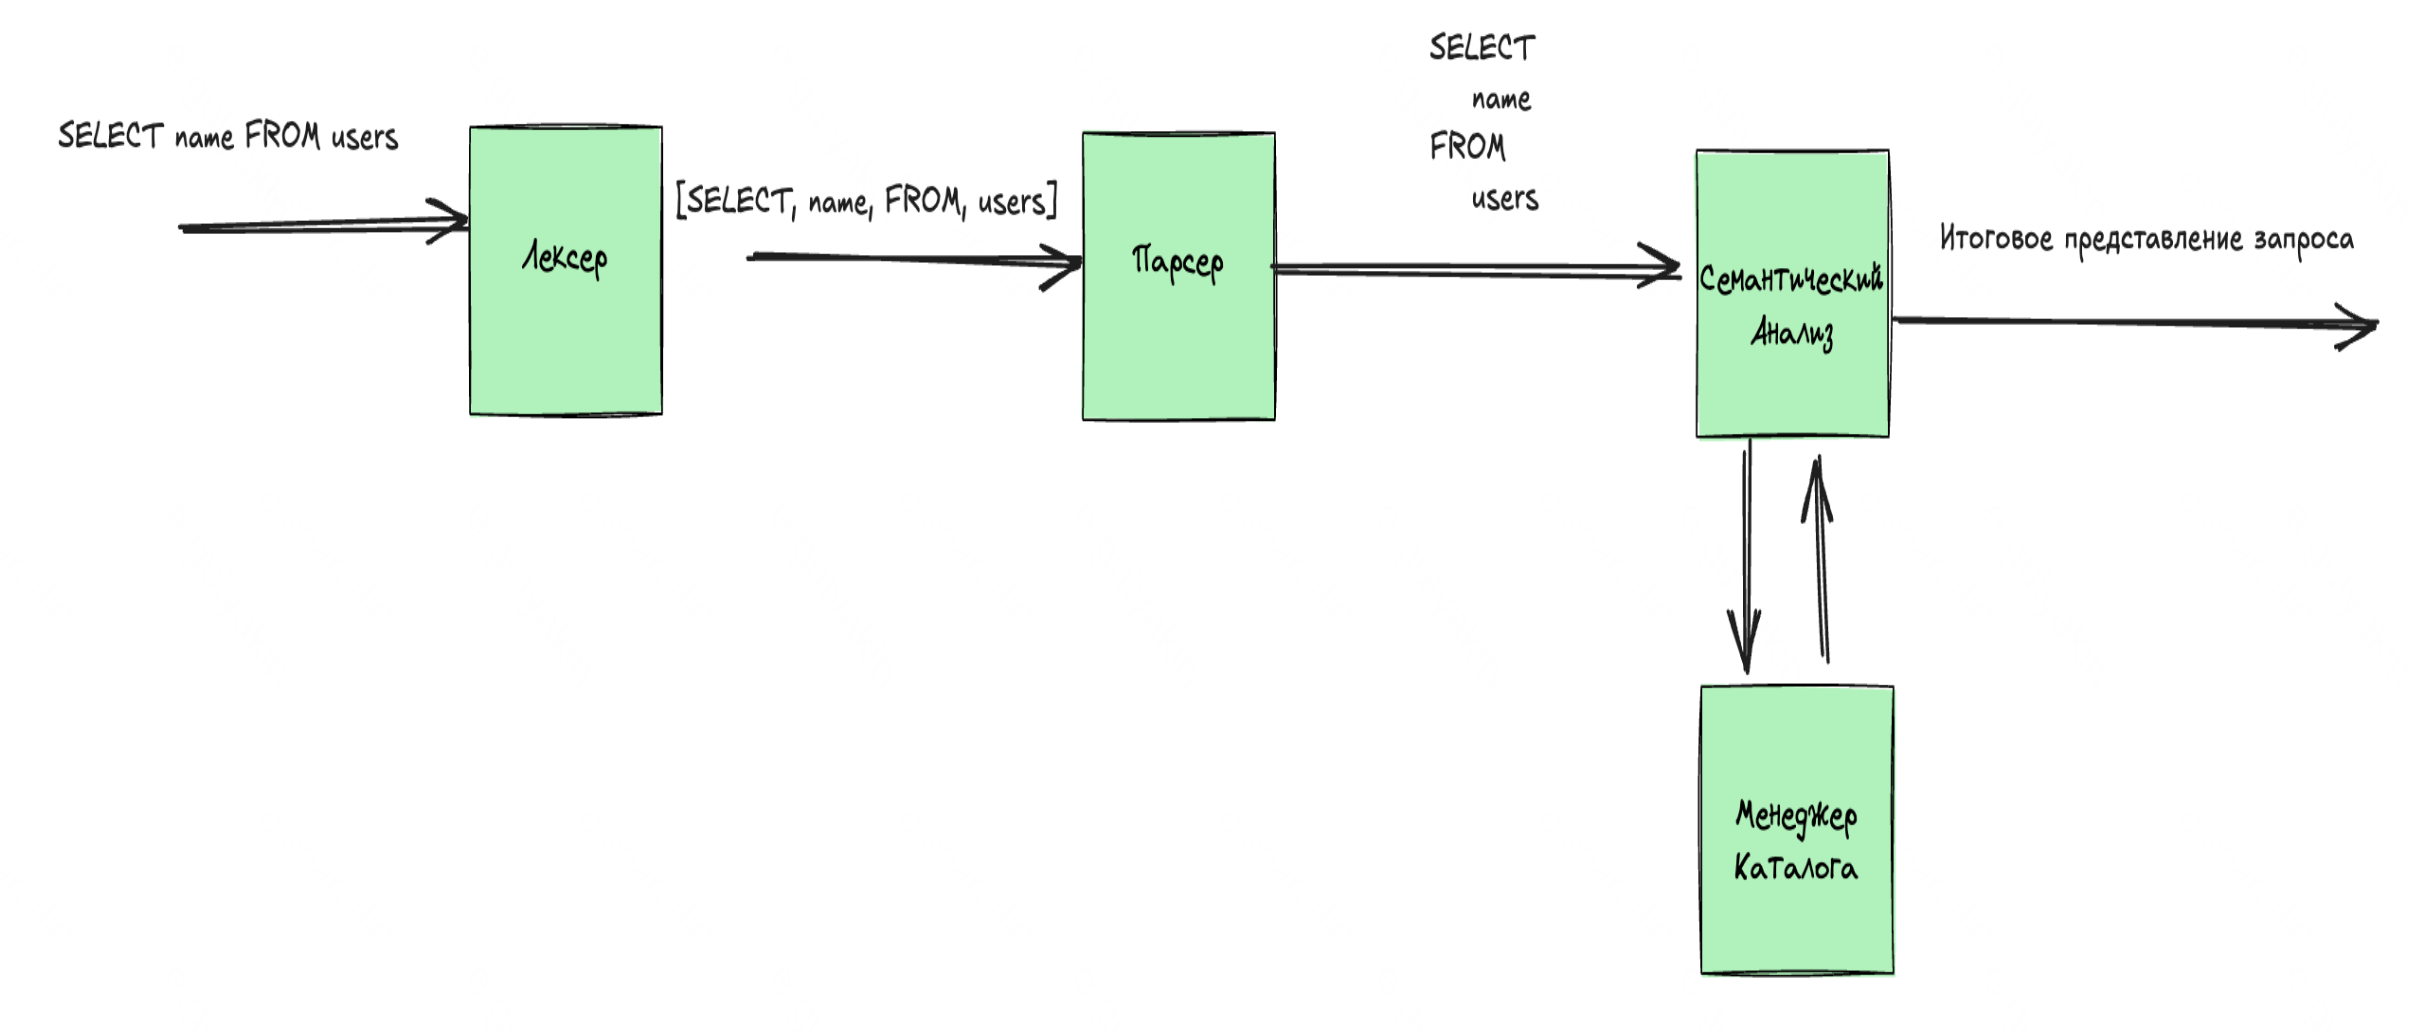 SELECT name FROM users
Лексер
[SELECT, name, FROM, users]
Парсер
SELECT
name
FROM
users
Семантический
Анализ
Итоговое представление запроса
Менеджер
Каталога